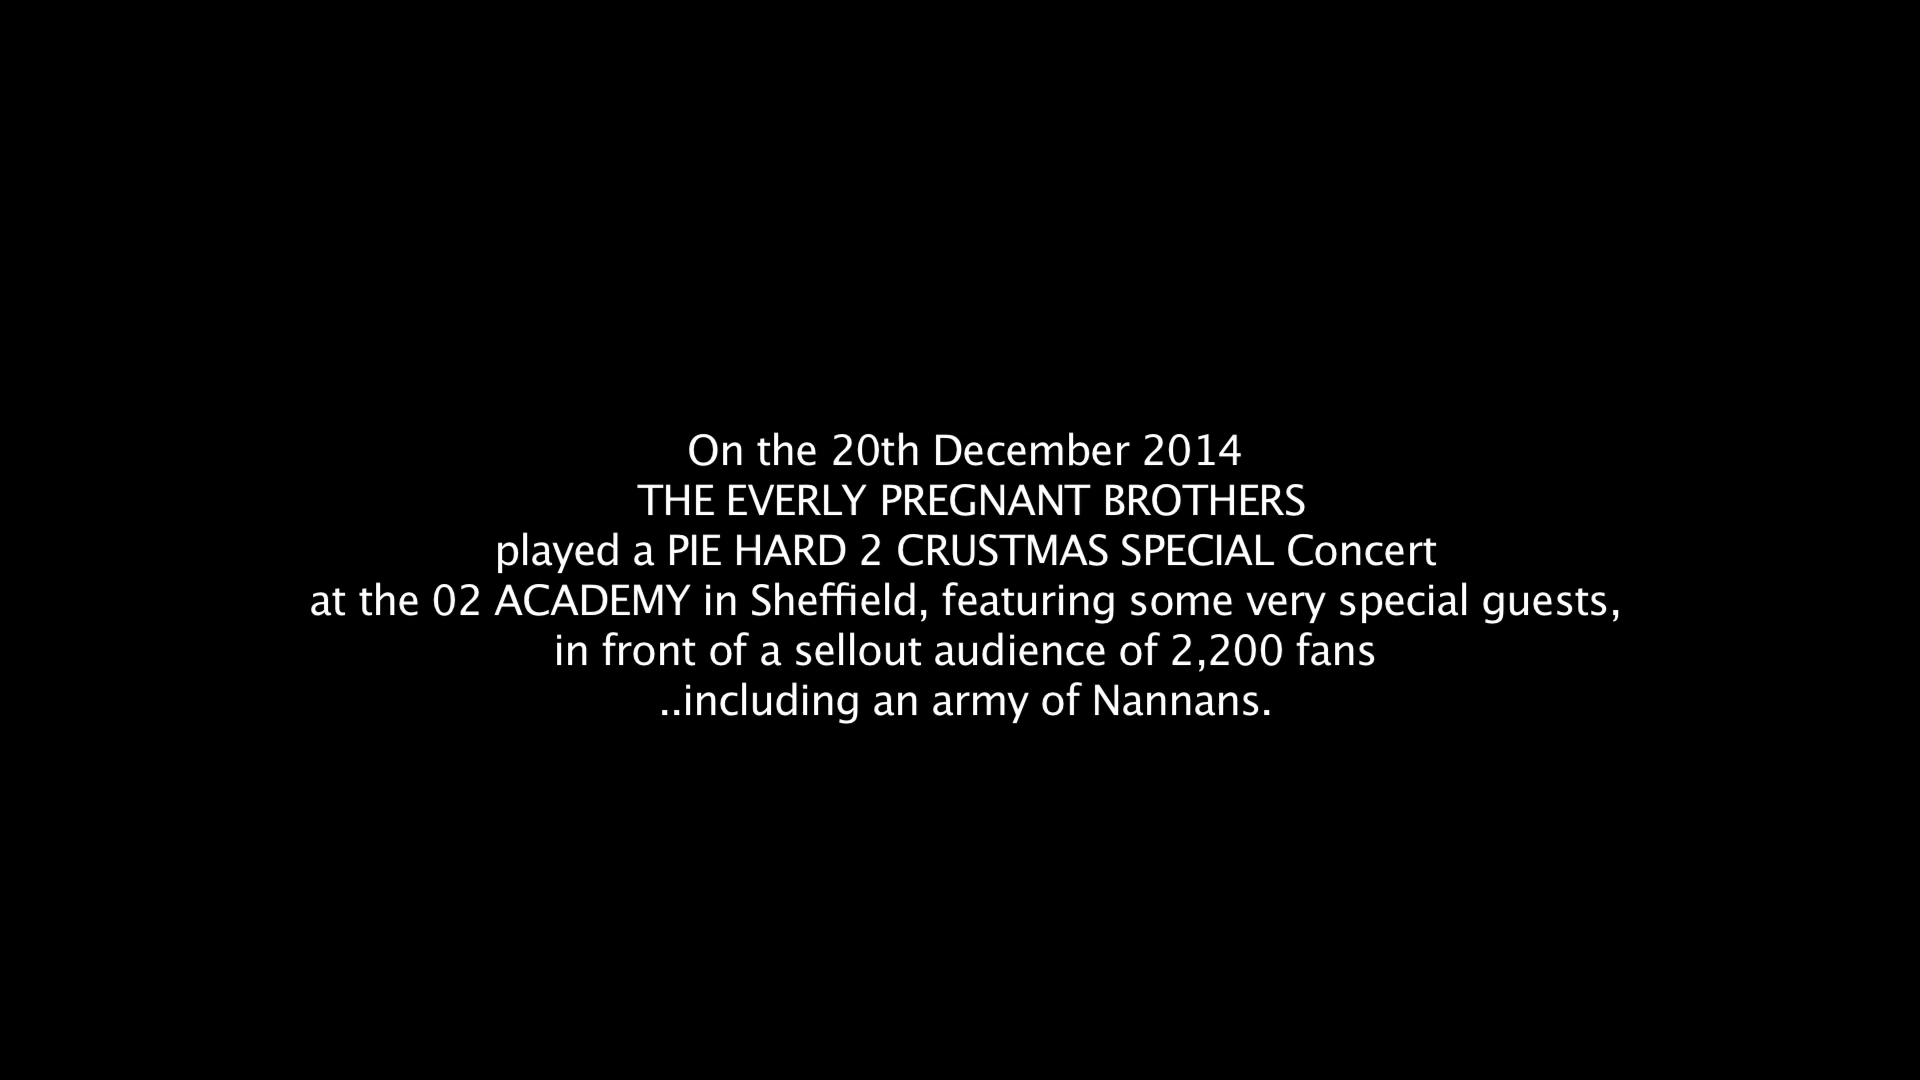 On the 20th December 2014
THE EVERLY PREGNANT BROTHERS
played a PIE HARD 2 CRUSTMAS SPECIAL Concert
at the 02 ACADEMY in Sheffield, featuring some very special guests,
in front of a sellout audience of 2,200 fans
..including an army of Nannans.